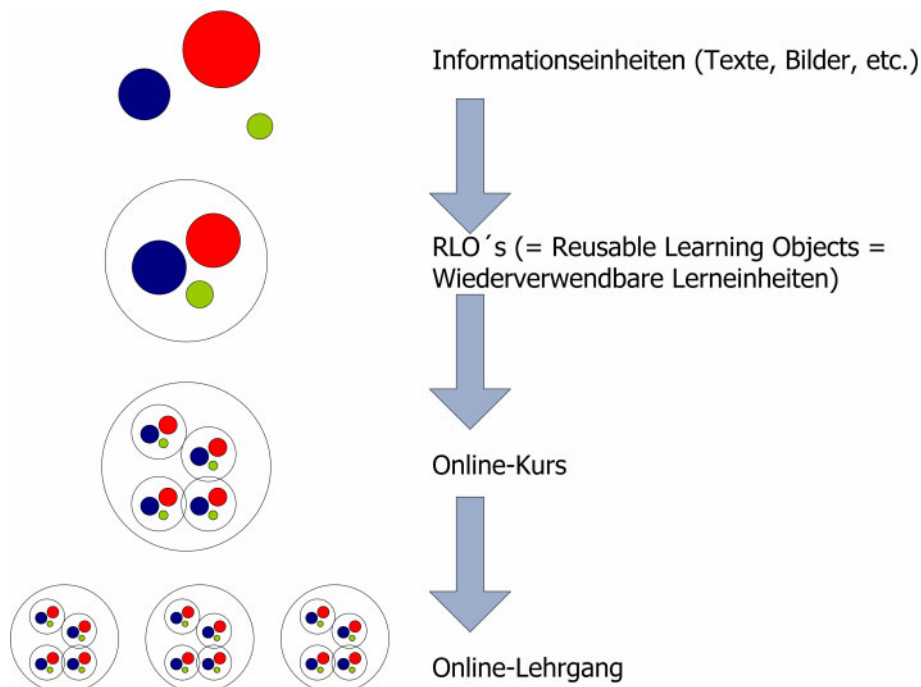 Informationseinheiten (Texte, Bilder, etc.)
RLO´s (= Reusable Learning Objects =
Wiederverwendbare Lerneinheiten)
Online-Kurs
Online-Lehrgang